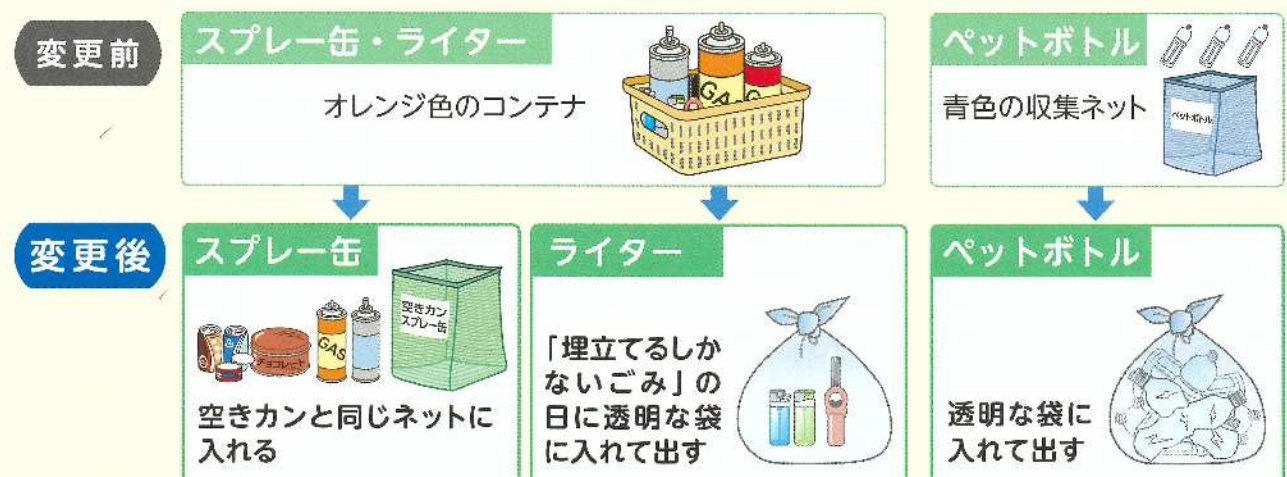 変更前
スプレー缶・ライター
オレンジ色のコンテナ
GAS
GA
ペットボトル
青色の収集ネット
ペットボトル
変更後
スプレー缶
チョコレート
GAS
空きカン
スプレー缶
空きカンと同じネットに
入れる
ライター
「埋立てるしか
ないごみ」の
日に透明な袋
に入れて出す
ペットボトル
透明な袋に
入れて出す